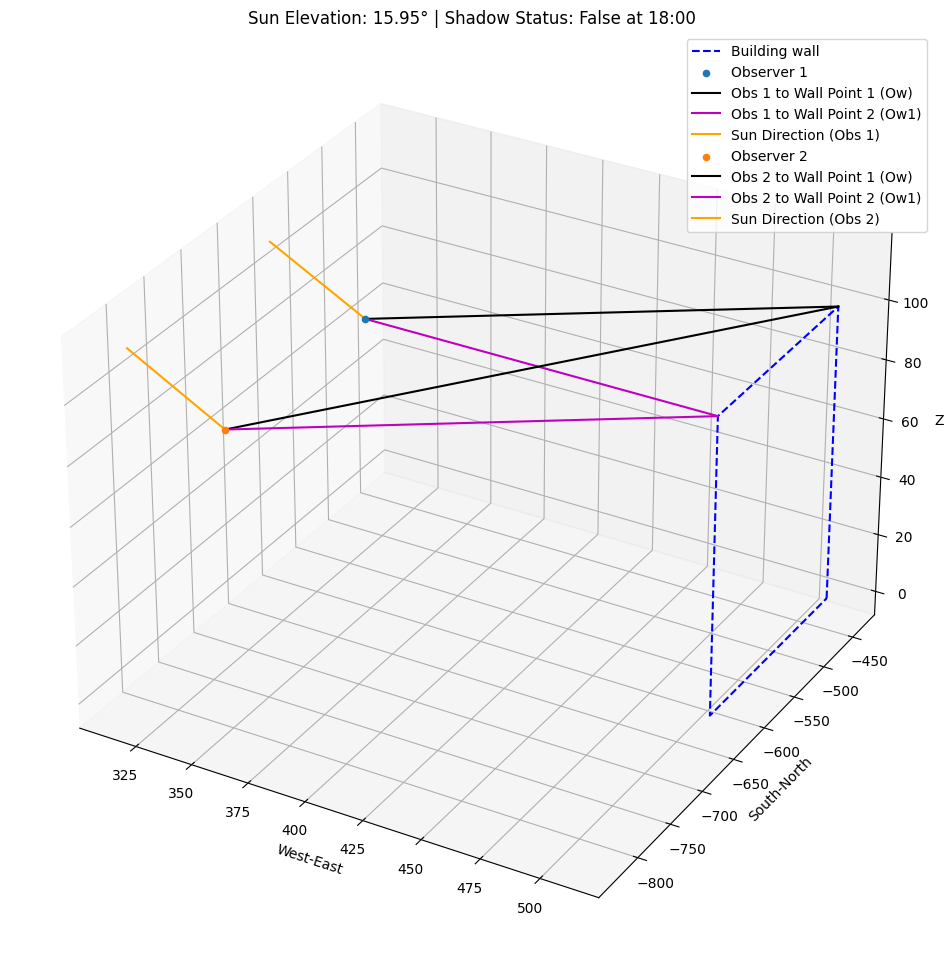 Sun Elevation: 15.95° | Shadow Status: False at 18:00
Building wall
Observer 1
Obs 1 to Wall Point 1 (Ow)
Obs 1 to Wall Point 2 (Ow1)
Sun Direction (Obs 1)
Observer 2
Obs 2 to Wall Point 1 (Ow)
Obs 2 to Wall Point 2 (Ow1)
Sun Direction (Obs 2)
100
80
60
40
20
0
Z
−450
−500
−550
−600
−650
−700
−750
−800
South-North
325
350
375
400
425
450
475
500
West-East